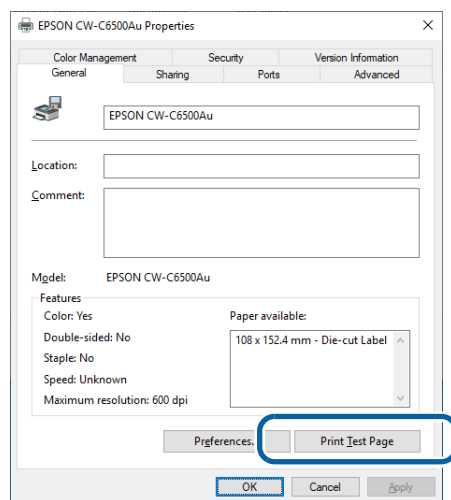 EPSON CW-C6500Au Properties
Color Management Security Version Information
General Sharing Ports Advanced
EPSON CW-C6500Au
Location:
Comment:
Model: EPSON CW-C6500Au
Features
Color: Yes Paper available:
Double-sided: No 108 x 152.4 mm - Die-cut Label
Staple: No
Speed: Unknown
Maximum resolution: 600 dpi
Preferences. Print Test Page
OK Cancel Apply